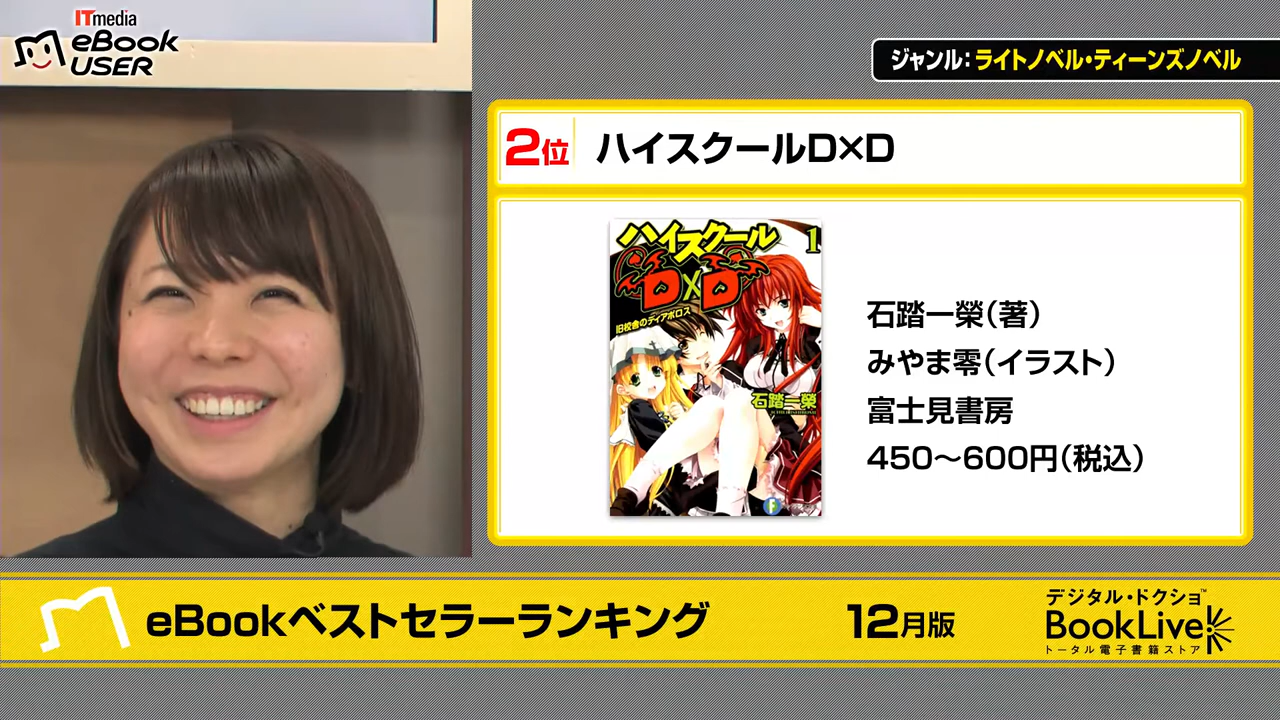 ITmedia
eBook
USER
ジャンル：ライトノベル・ティーンズノベル
2位 ハイスクールD×D
ハイスクール 1
D×D
旧校舎のディアボロス
石踏一榮
石踏一榮（著）
みやま零（イラスト）
富士見書房
450～600円（税込）
eBookベストセラーランキング 12月版
デジタル・ドクショ™
BookLive!
トータル電子書籍ストア